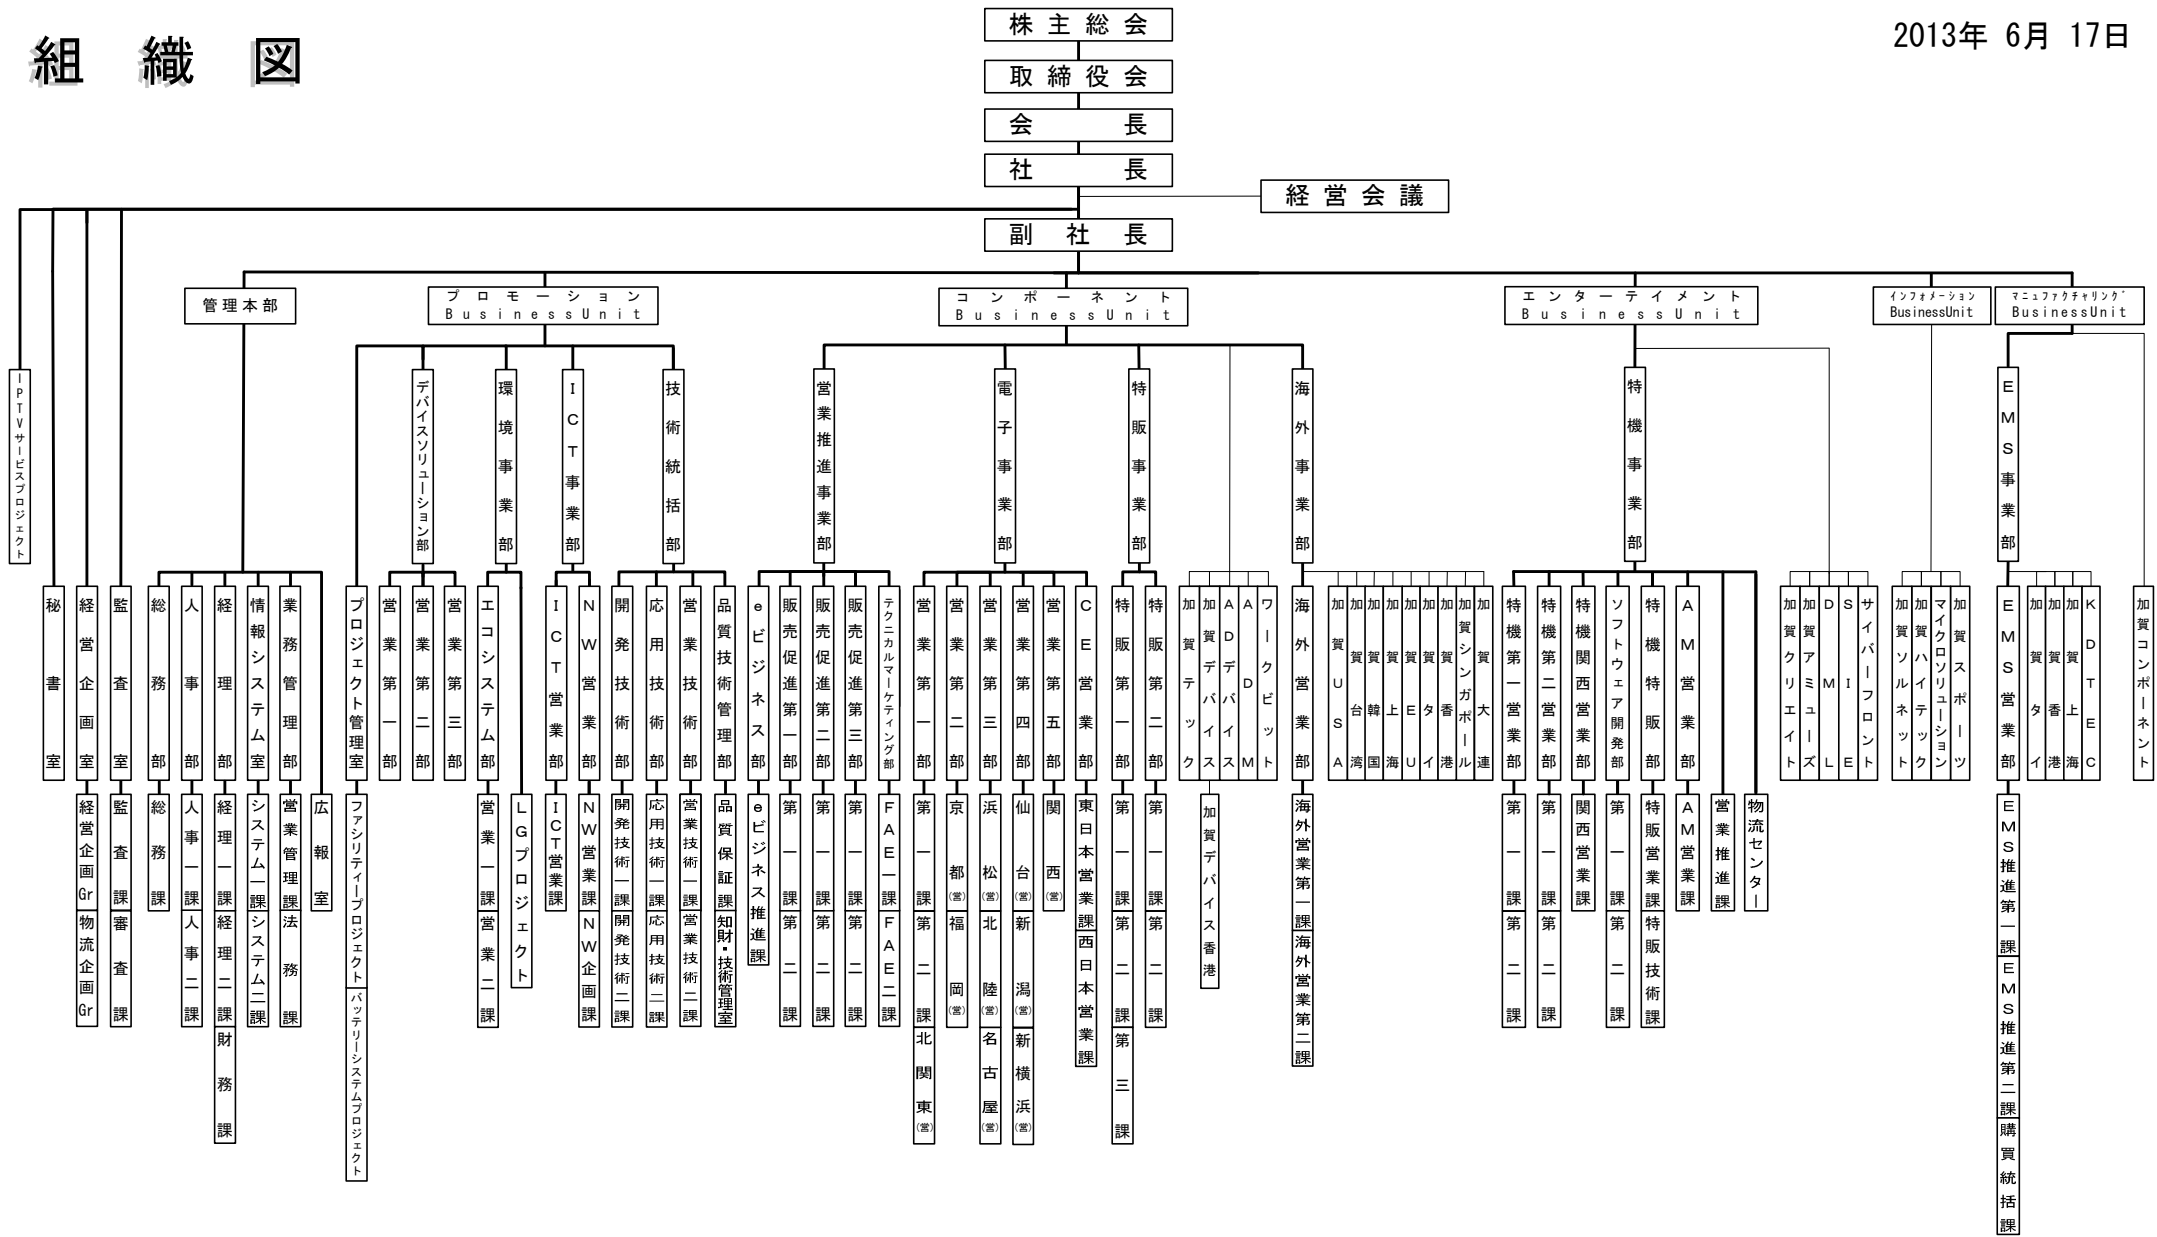 組織図
2013年 6月 17日
株主総会
取締役会
会長
社長
経営会議
副社長
管理本部
プロモーション
BusinessUnit
コンポーネント
BusinessUnit
エンターテイメント
BusinessUnit
インフォメーション
BusinessUnit
マニュファクチャリング
BusinessUnit
IPTVサービスプロジェクト
デバイスソリューション部
環境事業部
ICT事業部
技術統括部
営業推進事業部
電子事業部
特販事業部
海外事業部
特機事業部
EMS事業部
秘書室
経営企画室
監査室
総務部
人事部
経理部
情報システム室
業務管理部
プロジェクト管理室
営業第一部
営業第二部
営業第三部
エコシステム部
ICT営業部
NW営業部
開発技術部
応用技術部
営業技術部
品質技術管理部
eビジネス部
販売促進第一部
販売促進第二部
販売促進第三部
テクニカルマーケティング部
営業第一部
営業第二部
営業第三部
営業第四部
営業第五部
CE営業部
特販第一部
特販第二部
加賀テック
加賀デバイス
ADデバイス
ADM
ワークビット
海外営業部
加賀USA
加賀台湾
加賀韓国
加賀上海
加賀EU
加賀タイ
加賀香港
加賀シンガポール
加賀大連
特機第一営業部
特機第二営業部
特機関西営業部
ソフトウェア開発部
特機特販部
AM営業部
加賀クリエイト
加賀アミューズ
DML
SIE
サイバーフロント
加賀ソルネット
加賀ハイテック
マイクロソリューション
加賀スポーツ
EMS営業部
加賀タイ
加賀香港
加賀上海
KDTEC
加賀コンポーネント
経営企画Gr
物流企画Gr
監査課
審査課
総務課
人事一課
人事二課
経理一課
経理二課
財務課
システム一課
システム二課
営業管理課
法務課
広報室
ファシリティープロジェクト
バッテリーシステムプロジェクト
営業一課
営業二課
LGプロジェクト
ICT営業課
NW営業課
NW企画課
開発技術一課
開発技術二課
応用技術一課
応用技術二課
営業技術一課
営業技術二課
品質保証課
知財・技術管理室
eビジネス推進課
第一課
第二課
第一課
第二課
第一課
第二課
FAE一課
FAE二課
第一課
第二課
北関東(営)
京都(営)
福岡(営)
浜松(営)
北陸(営)
名古屋(営)
仙台(営)
新潟(営)
新横浜(営)
関西(営)
東日本営業課
西日本営業課
第一課
第二課
第三課
第一課
第二課
加賀デバイス香港
海外営業第一課
海外営業第二課
第一課
第二課
第一課
第二課
関西営業課
第一課
第二課
特販営業課
特販技術課
AM営業課
営業推進課
物流センター
EMS推進第一課
EMS推進第二課
購買統括課